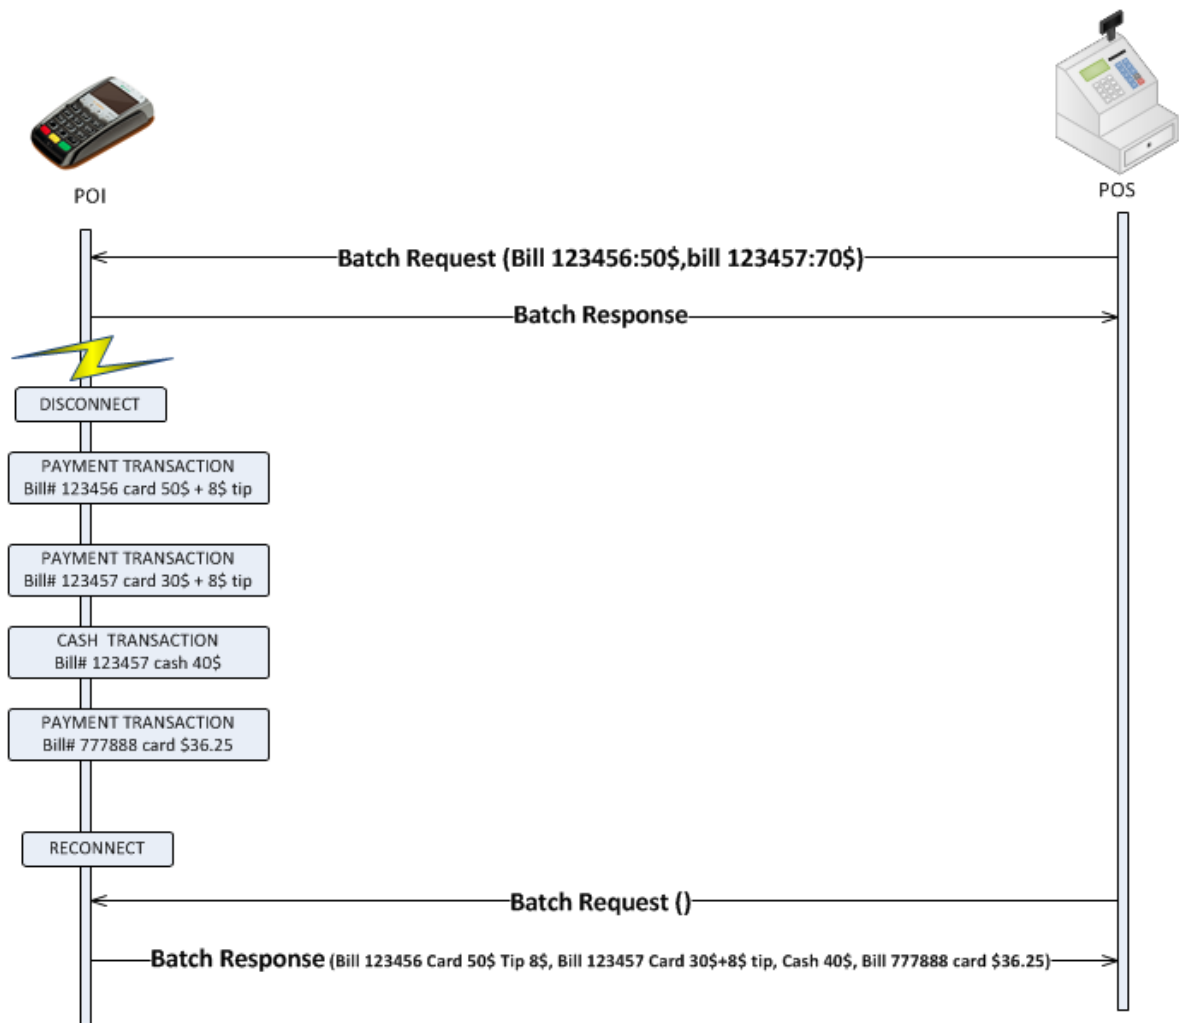 POI
POS
Batch Request (Bill 123456:50$,bill 123457:70$)
Batch Response
DISCONNECT
PAYMENT TRANSACTION
Bill# 123456 card 50$ + 8$ tip
PAYMENT TRANSACTION
Bill# 123457 card 30$ + 8$ tip
CASH TRANSACTION
Bill# 123457 cash 40$
PAYMENT TRANSACTION
Bill# 777888 card $36.25
RECONNECT
Batch Request ()
Batch Response (Bill 123456 Card 50$ Tip 8$, Bill 123457 Card 30$+8$ tip, Cash 40$, Bill 777888 card $36.25)